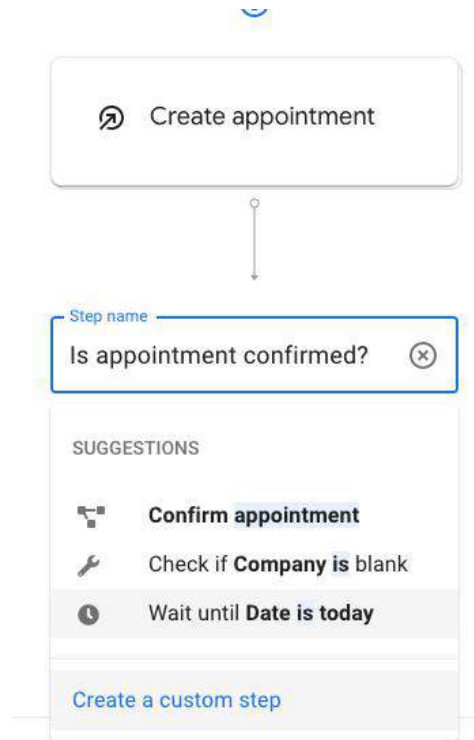 Create appointment
Step name
Is appointment confirmed?
SUGGESTIONS
Confirm appointment
Check if Company is blank
Wait until Date is today
Create a custom step